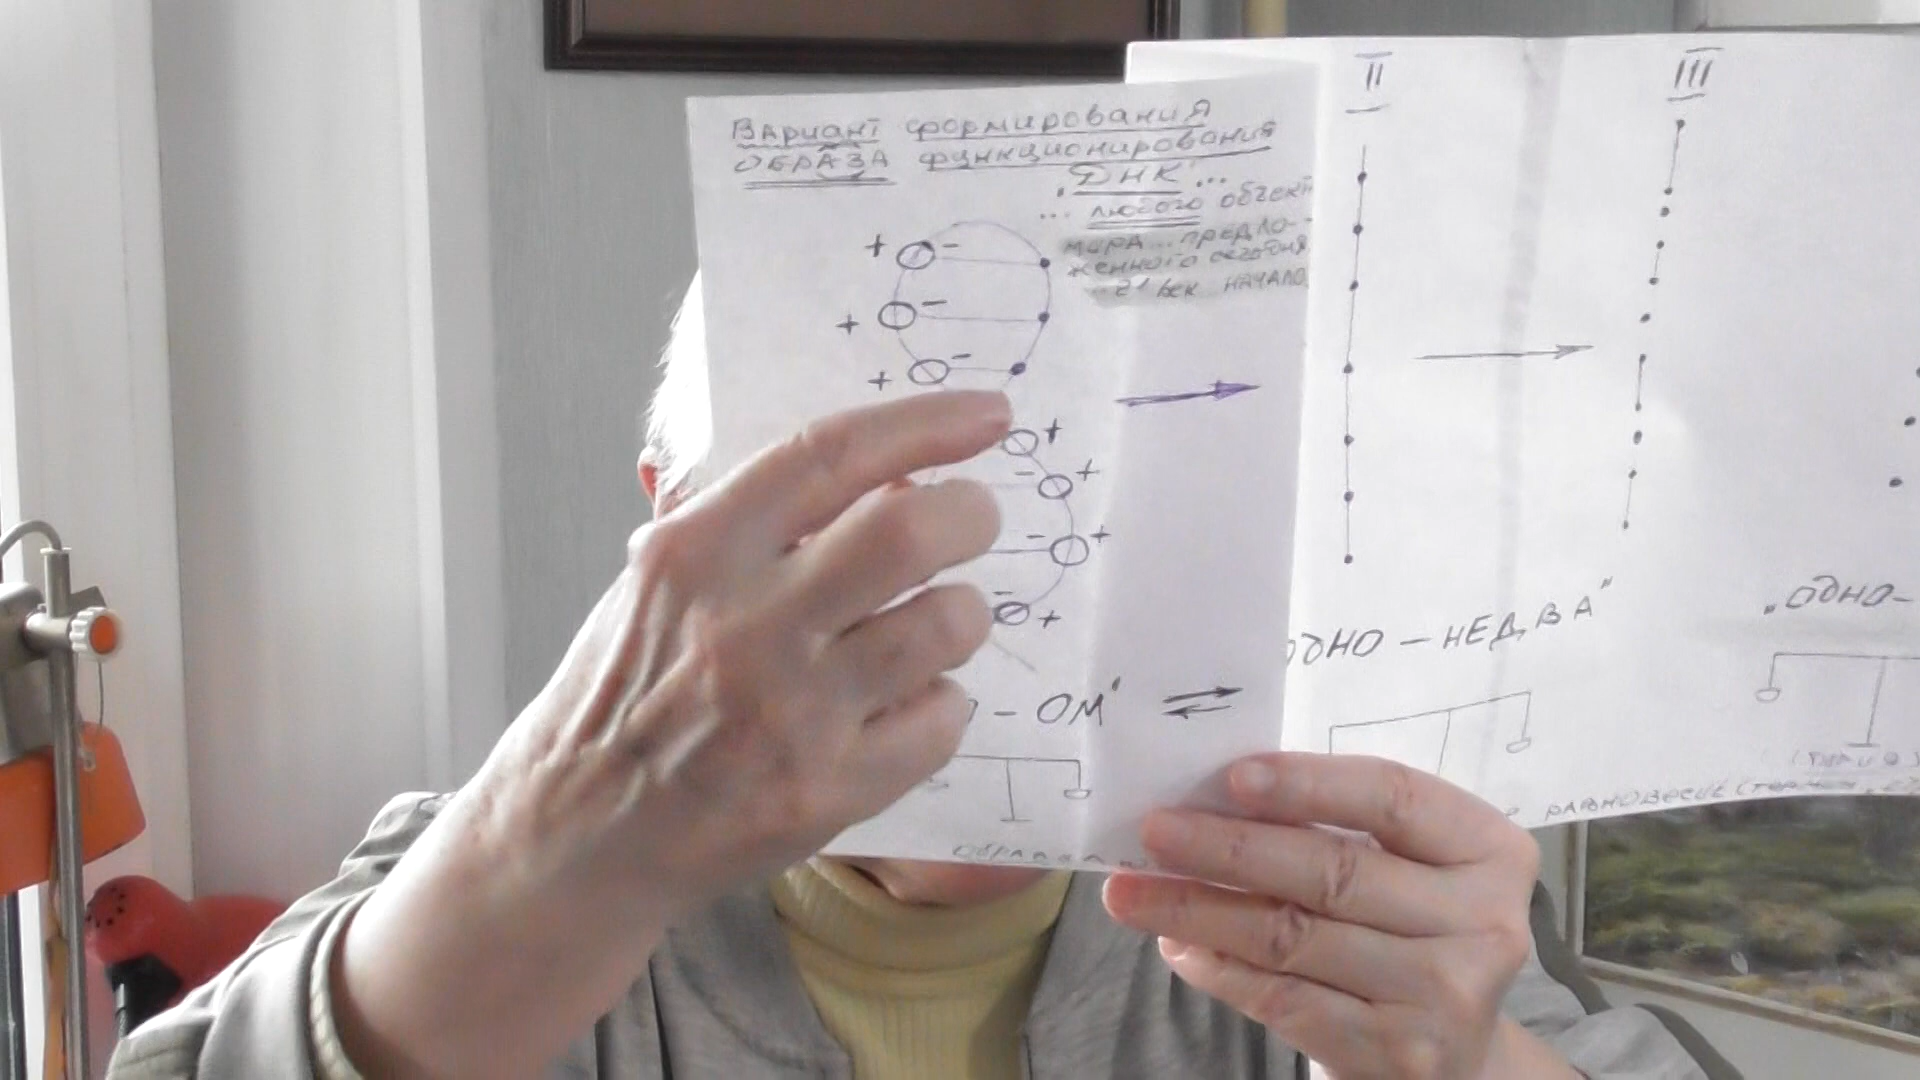 Вариант формирования
ОБРАЗА функционирования
„ДНК"...
... любого объект
мира... предло-
женного сегодня
..21 век НАЧАЛО
II
III
+ -
+ -
+ -
+
- +
- +
- +
- ОМ"
ОДНО - НЕДВА"
„ОДНО-
равновесие